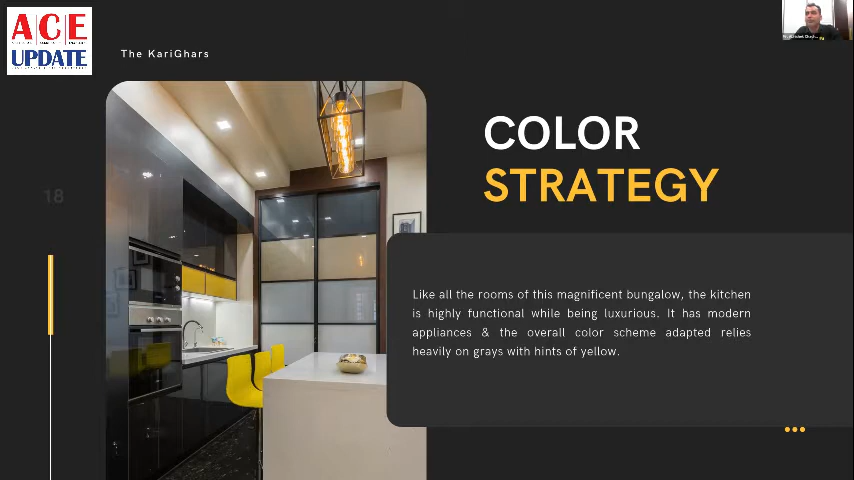 ACE
UPDATE
The KariGhars
18
COLOR
STRATEGY
Like all the rooms of this magnificent bungalow, the kitchen
is highly functional while being luxurious. It has modern
appliances & the overall color scheme adapted relies
heavily on grays with hints of yellow.